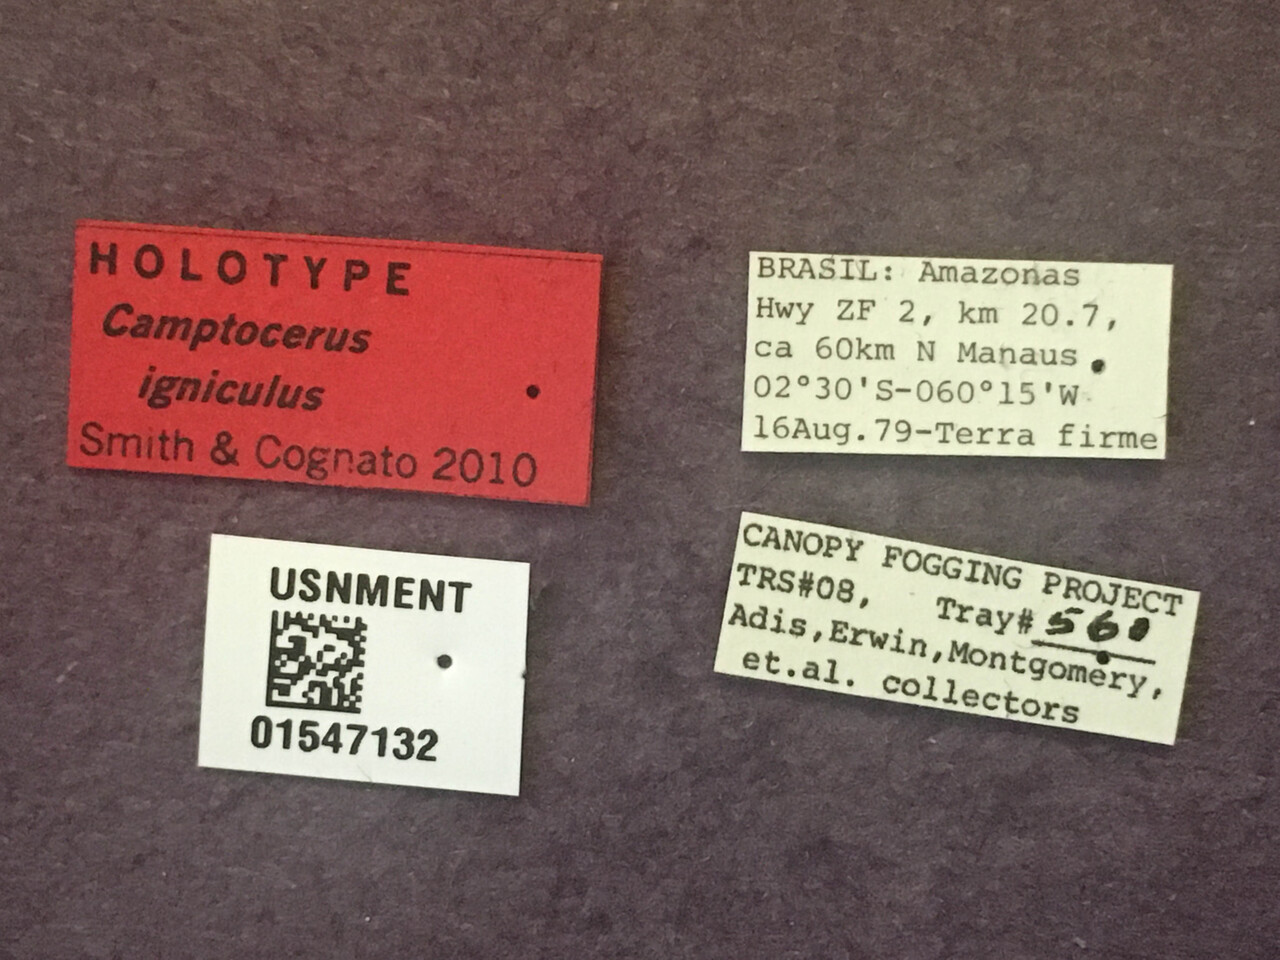 HOLOTYPE
Camptocerus
igniculus
Smith & Cognato 2010
BRASIL: Amazonas
Hwy ZF 2, km 20.7,
ca 60km N Manaus
02°30'S-060°15'W
16Aug.79-Terra firme
USNMENT
01547132
CANOPY FOGGING PROJECT
TRS#08, Tray# 560
Adis,Erwin,Montgomery,
et.al. collectors